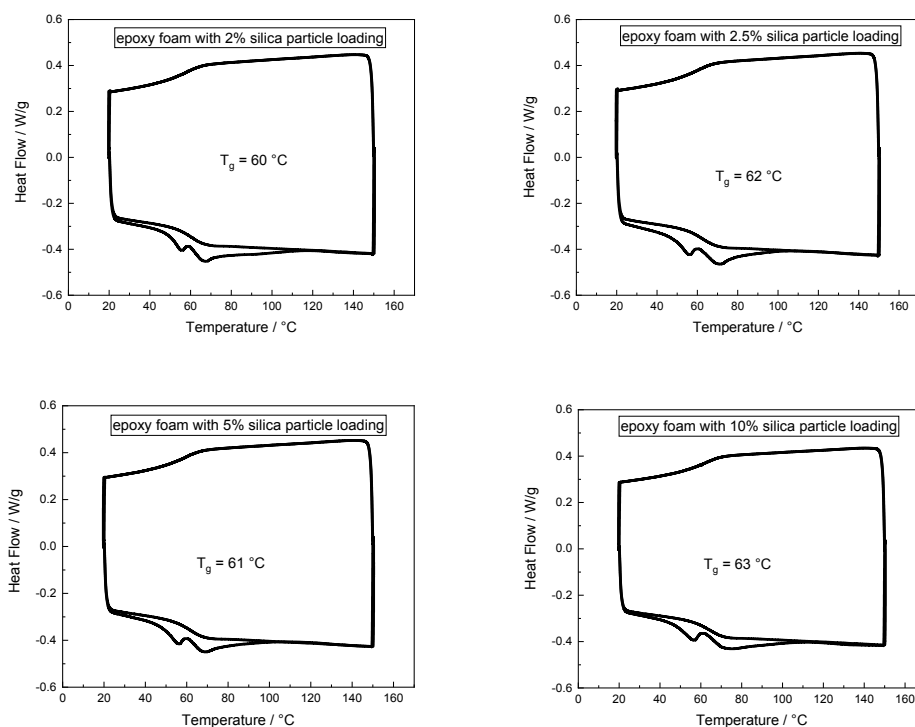 epoxy foam with 2% silica particle loading
0.6
0.4
0.2
0.0
-0.2
-0.4
-0.6
Heat Flow / W/g
T_g = 60 °C
0 20 40 60 80 100 120 140 160
Temperature / °C
epoxy foam with 2.5% silica particle loading
0.6
0.4
0.2
0.0
-0.2
-0.4
-0.6
Heat Flow / W/g
T_g = 62 °C
0 20 40 60 80 100 120 140 160
Temperature / °C
epoxy foam with 5% silica particle loading
0.6
0.4
0.2
0.0
-0.2
-0.4
-0.6
Heat Flow / W/g
T_g = 61 °C
0 20 40 60 80 100 120 140 160
Temperature / °C
epoxy foam with 10% silica particle loading
0.6
0.4
0.2
0.0
-0.2
-0.4
-0.6
Heat Flow / W/g
T_g = 63 °C
0 20 40 60 80 100 120 140 160
Temperature / °C